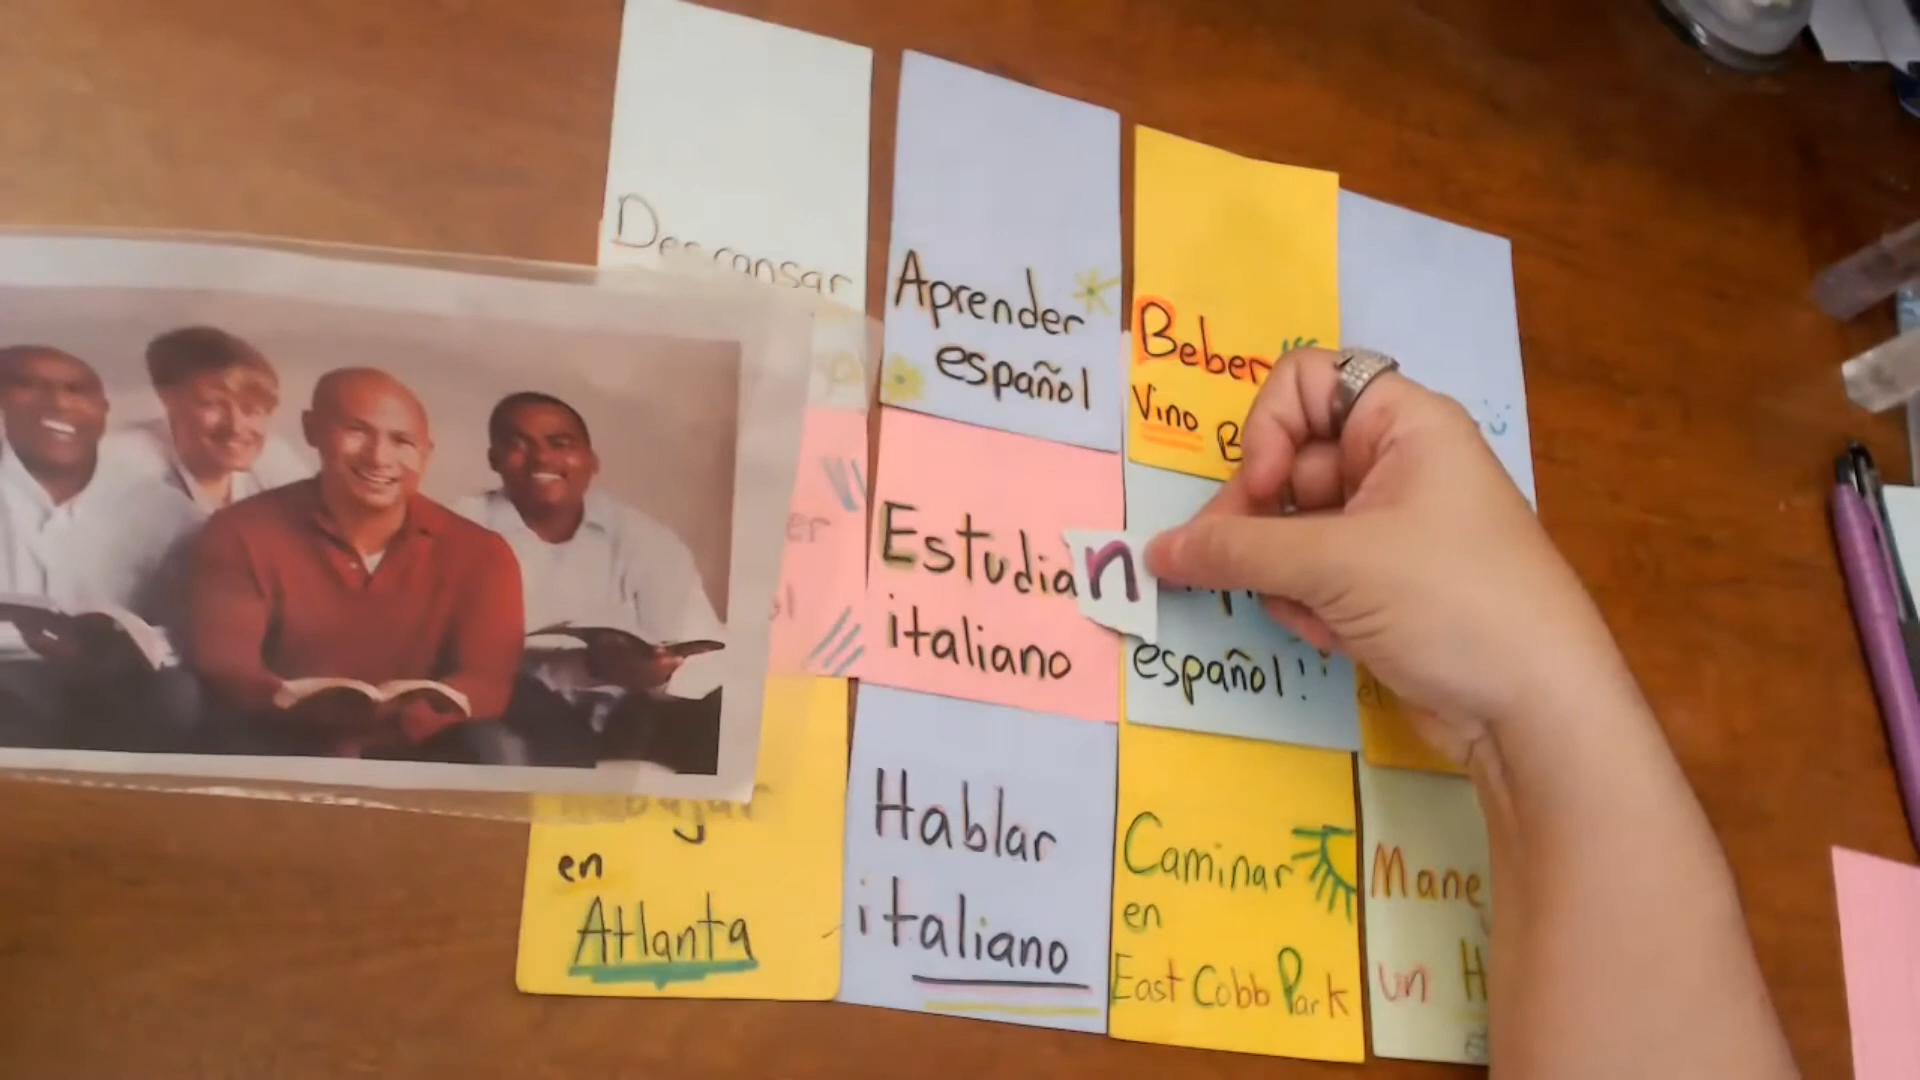 Descansar
Aprender
español
Beber
Vino
Estudian
italiano
español!
en
Atlanta
Hablar
italiano
Caminar
en
East Cobb Park
un